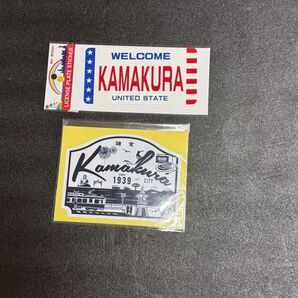 LICENSE PLATE STICKER
WELCOME
KAMAKURA
UNITED STATE
鎌倉
Kamakura
1939
CITY